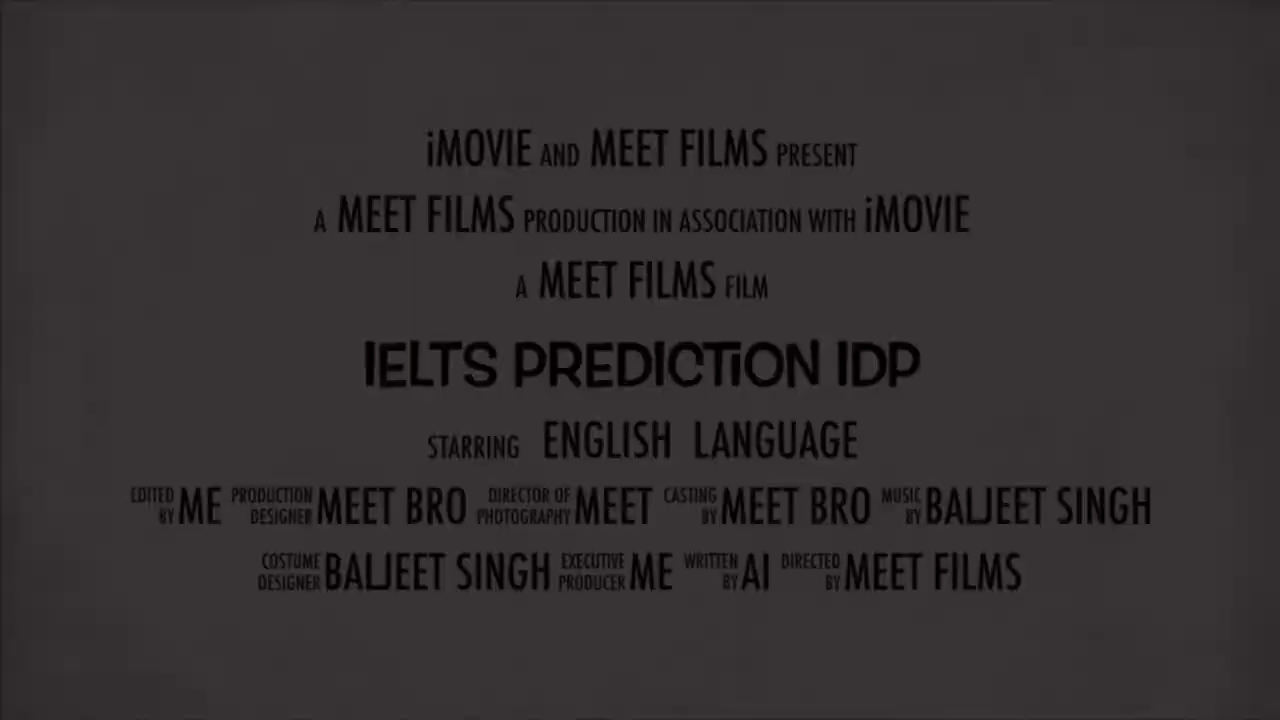 iMOVIE AND MEET FILMS PRESENT
A MEET FILMS PRODUCTION IN ASSOCIATION WITH iMOVIE
A MEET FILMS FILM
IELTS PREDICTiON IDP
STARRING ENGLISH LANGUAGE
EDITED BY ME PRODUCTION DESIGNER MEET BRO DIRECTOR OF PHOTOGRAPHY MEET CASTING BY MEET BRO MUSIC BY BALJEET SINGH
COSTUME DESIGNER BALJEET SINGH EXECUTIVE PRODUCER ME WRITTEN BY AI DIRECTED BY MEET FILMS